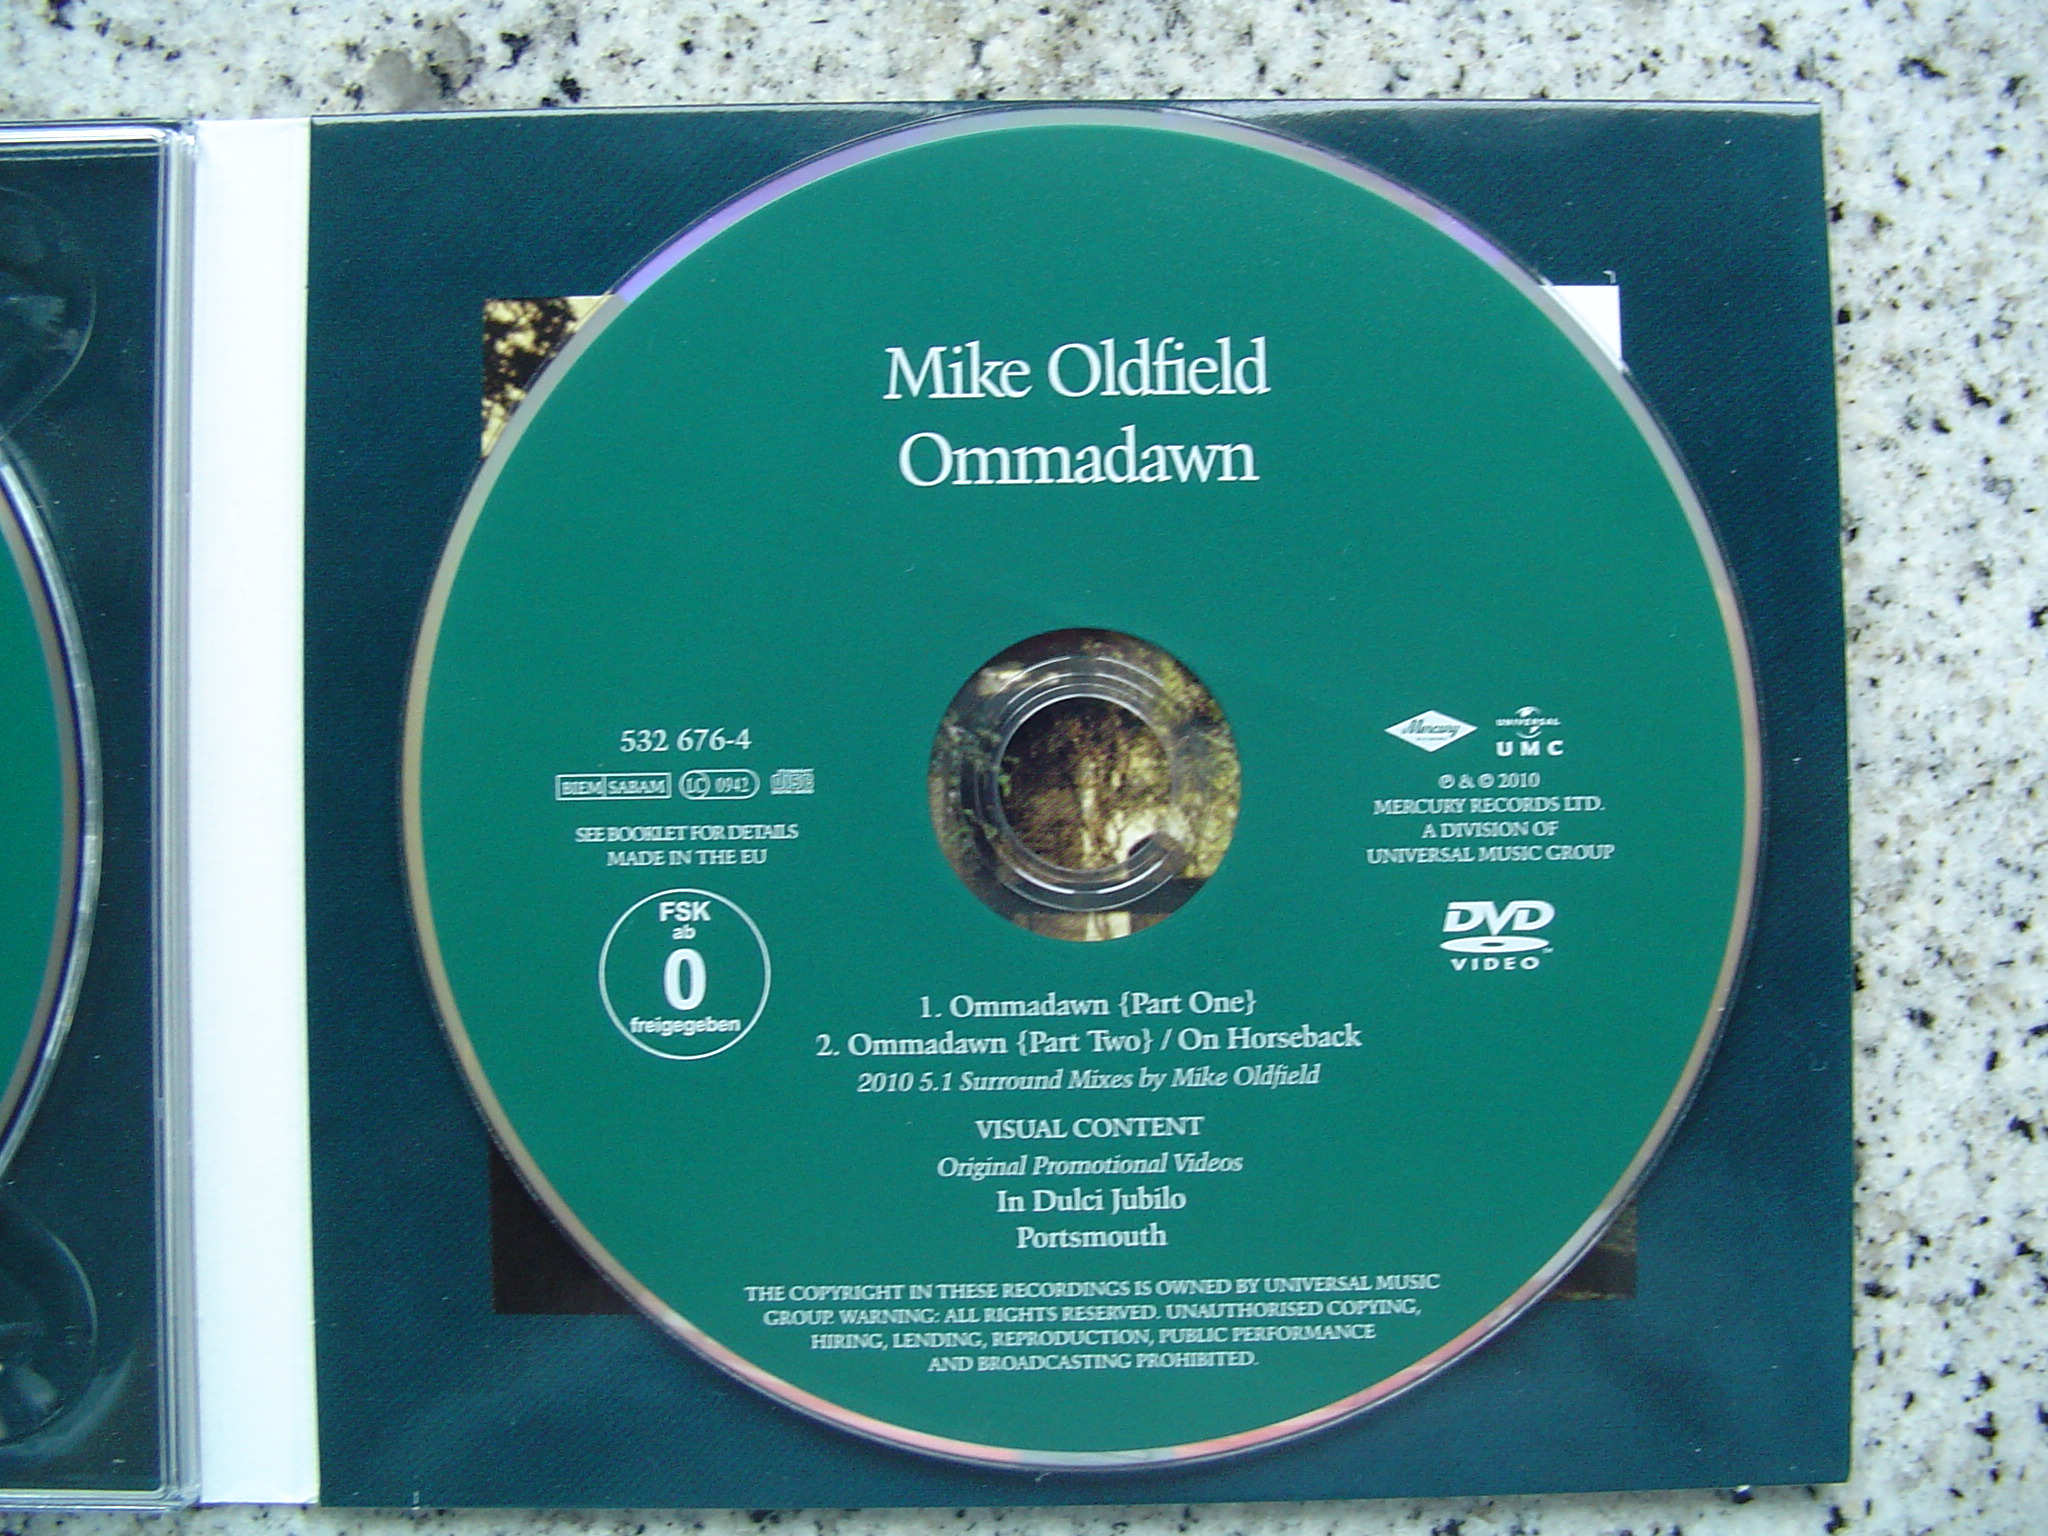 Mike Oldfield
Ommadawn
532 676-4
BIEM SABAM LC 0942 DISC
SEE BOOKLET FOR DETAILS
MADE IN THE EU
FSK
ab
0
freigegeben
Mercury
UNIVERSAL
UMC
℗ & © 2010
MERCURY RECORDS LTD.
A DIVISION OF
UNIVERSAL MUSIC GROUP
DVD
VIDEO
1. Ommadawn {Part One}
2. Ommadawn {Part Two} / On Horseback
2010 5.1 Surround Mixes by Mike Oldfield
VISUAL CONTENT
Original Promotional Videos
In Dulci Jubilo
Portsmouth
THE COPYRIGHT IN THESE RECORDINGS IS OWNED BY UNIVERSAL MUSIC
GROUP. WARNING: ALL RIGHTS RESERVED. UNAUTHORISED COPYING,
HIRING, LENDING, REPRODUCTION, PUBLIC PERFORMANCE
AND BROADCASTING PROHIBITED.